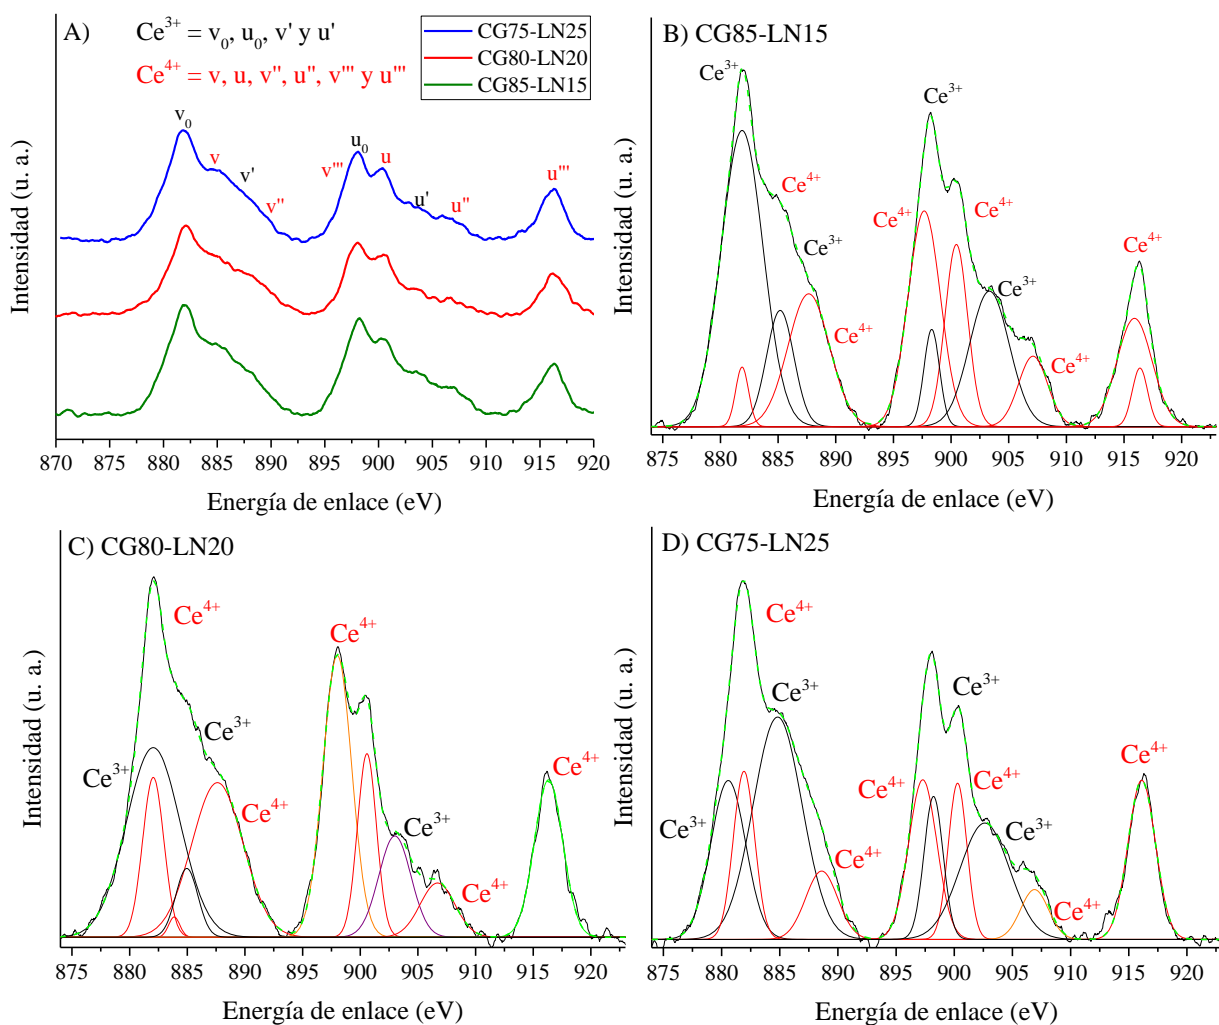 A)
Ce³⁺ = v₀, u₀, v' y u'
Ce⁴⁺ = v, u, v'', u'', v''' y u'''
CG75-LN25
CG80-LN20
CG85-LN15
v₀
v
v'
v''
v'''
u₀
u
u'
u''
u'''
Intensidad (u. a.)
870 875 880 885 890 895 900 905 910 915 920
Energía de enlace (eV)
B) CG85-LN15
Ce³⁺
Ce³⁺
Ce⁴⁺
Ce⁴⁺
Ce⁴⁺
Ce⁴⁺
Ce³⁺
Ce³⁺
Ce⁴⁺
Ce⁴⁺
Intensidad (u. a.)
875 880 885 890 895 900 905 910 915 920
Energía de enlace (eV)
C) CG80-LN20
Ce⁴⁺
Ce⁴⁺
Ce³⁺
Ce³⁺
Ce⁴⁺
Ce³⁺
Ce⁴⁺
Ce⁴⁺
Intensidad (u. a.)
875 880 885 890 895 900 905 910 915 920
Energía de enlace (eV)
D) CG75-LN25
Ce⁴⁺
Ce³⁺
Ce³⁺
Ce⁴⁺
Ce⁴⁺
Ce⁴⁺
Ce³⁺
Ce³⁺
Ce⁴⁺
Ce⁴⁺
Intensidad (u. a.)
875 880 885 890 895 900 905 910 915 920
Energía de enlace (eV)